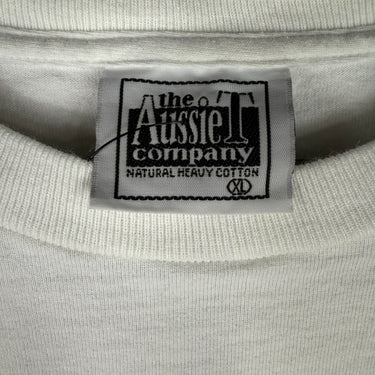 the
Aussie 'T'
company
NATURAL HEAVY COTTON
XL